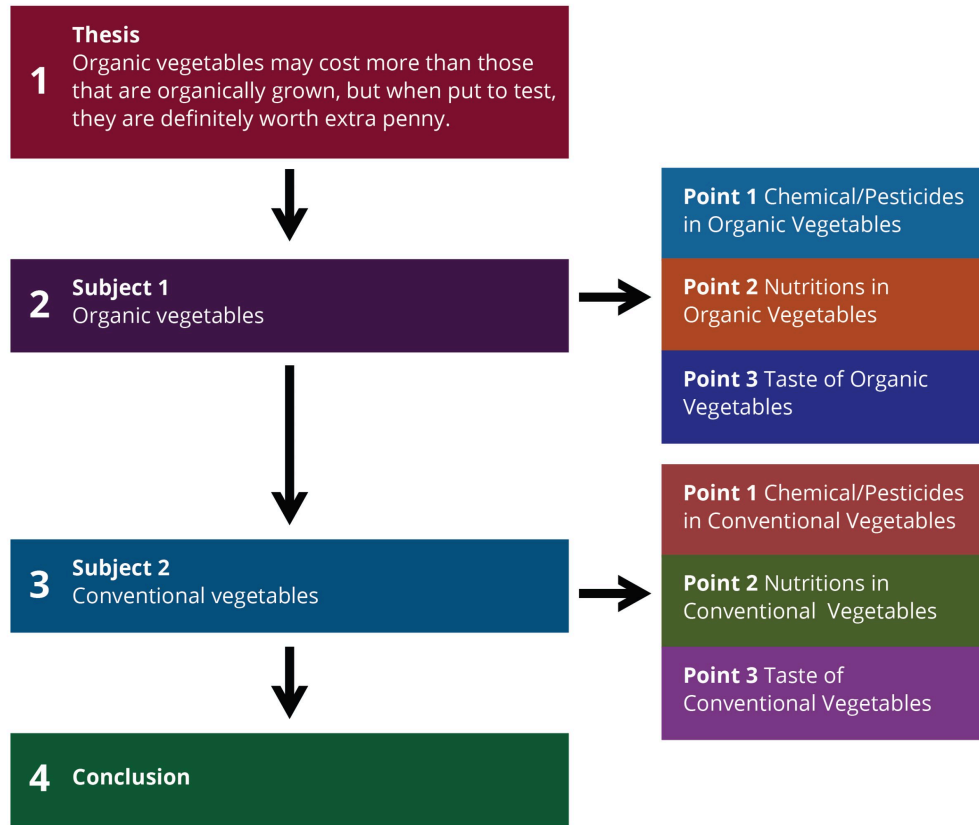 1
Thesis
Organic vegetables may cost more than those
that are organically grown, but when put to test,
they are definitely worth extra penny.
2
Subject 1
Organic vegetables
Point 1 Chemical/Pesticides
in Organic Vegetables
Point 2 Nutritions in
Organic Vegetables
Point 3 Taste of Organic
Vegetables
3
Subject 2
Conventional vegetables
Point 1 Chemical/Pesticides
in Conventional Vegetables
Point 2 Nutritions in
Conventional  Vegetables
Point 3 Taste of
Conventional Vegetables
4
Conclusion